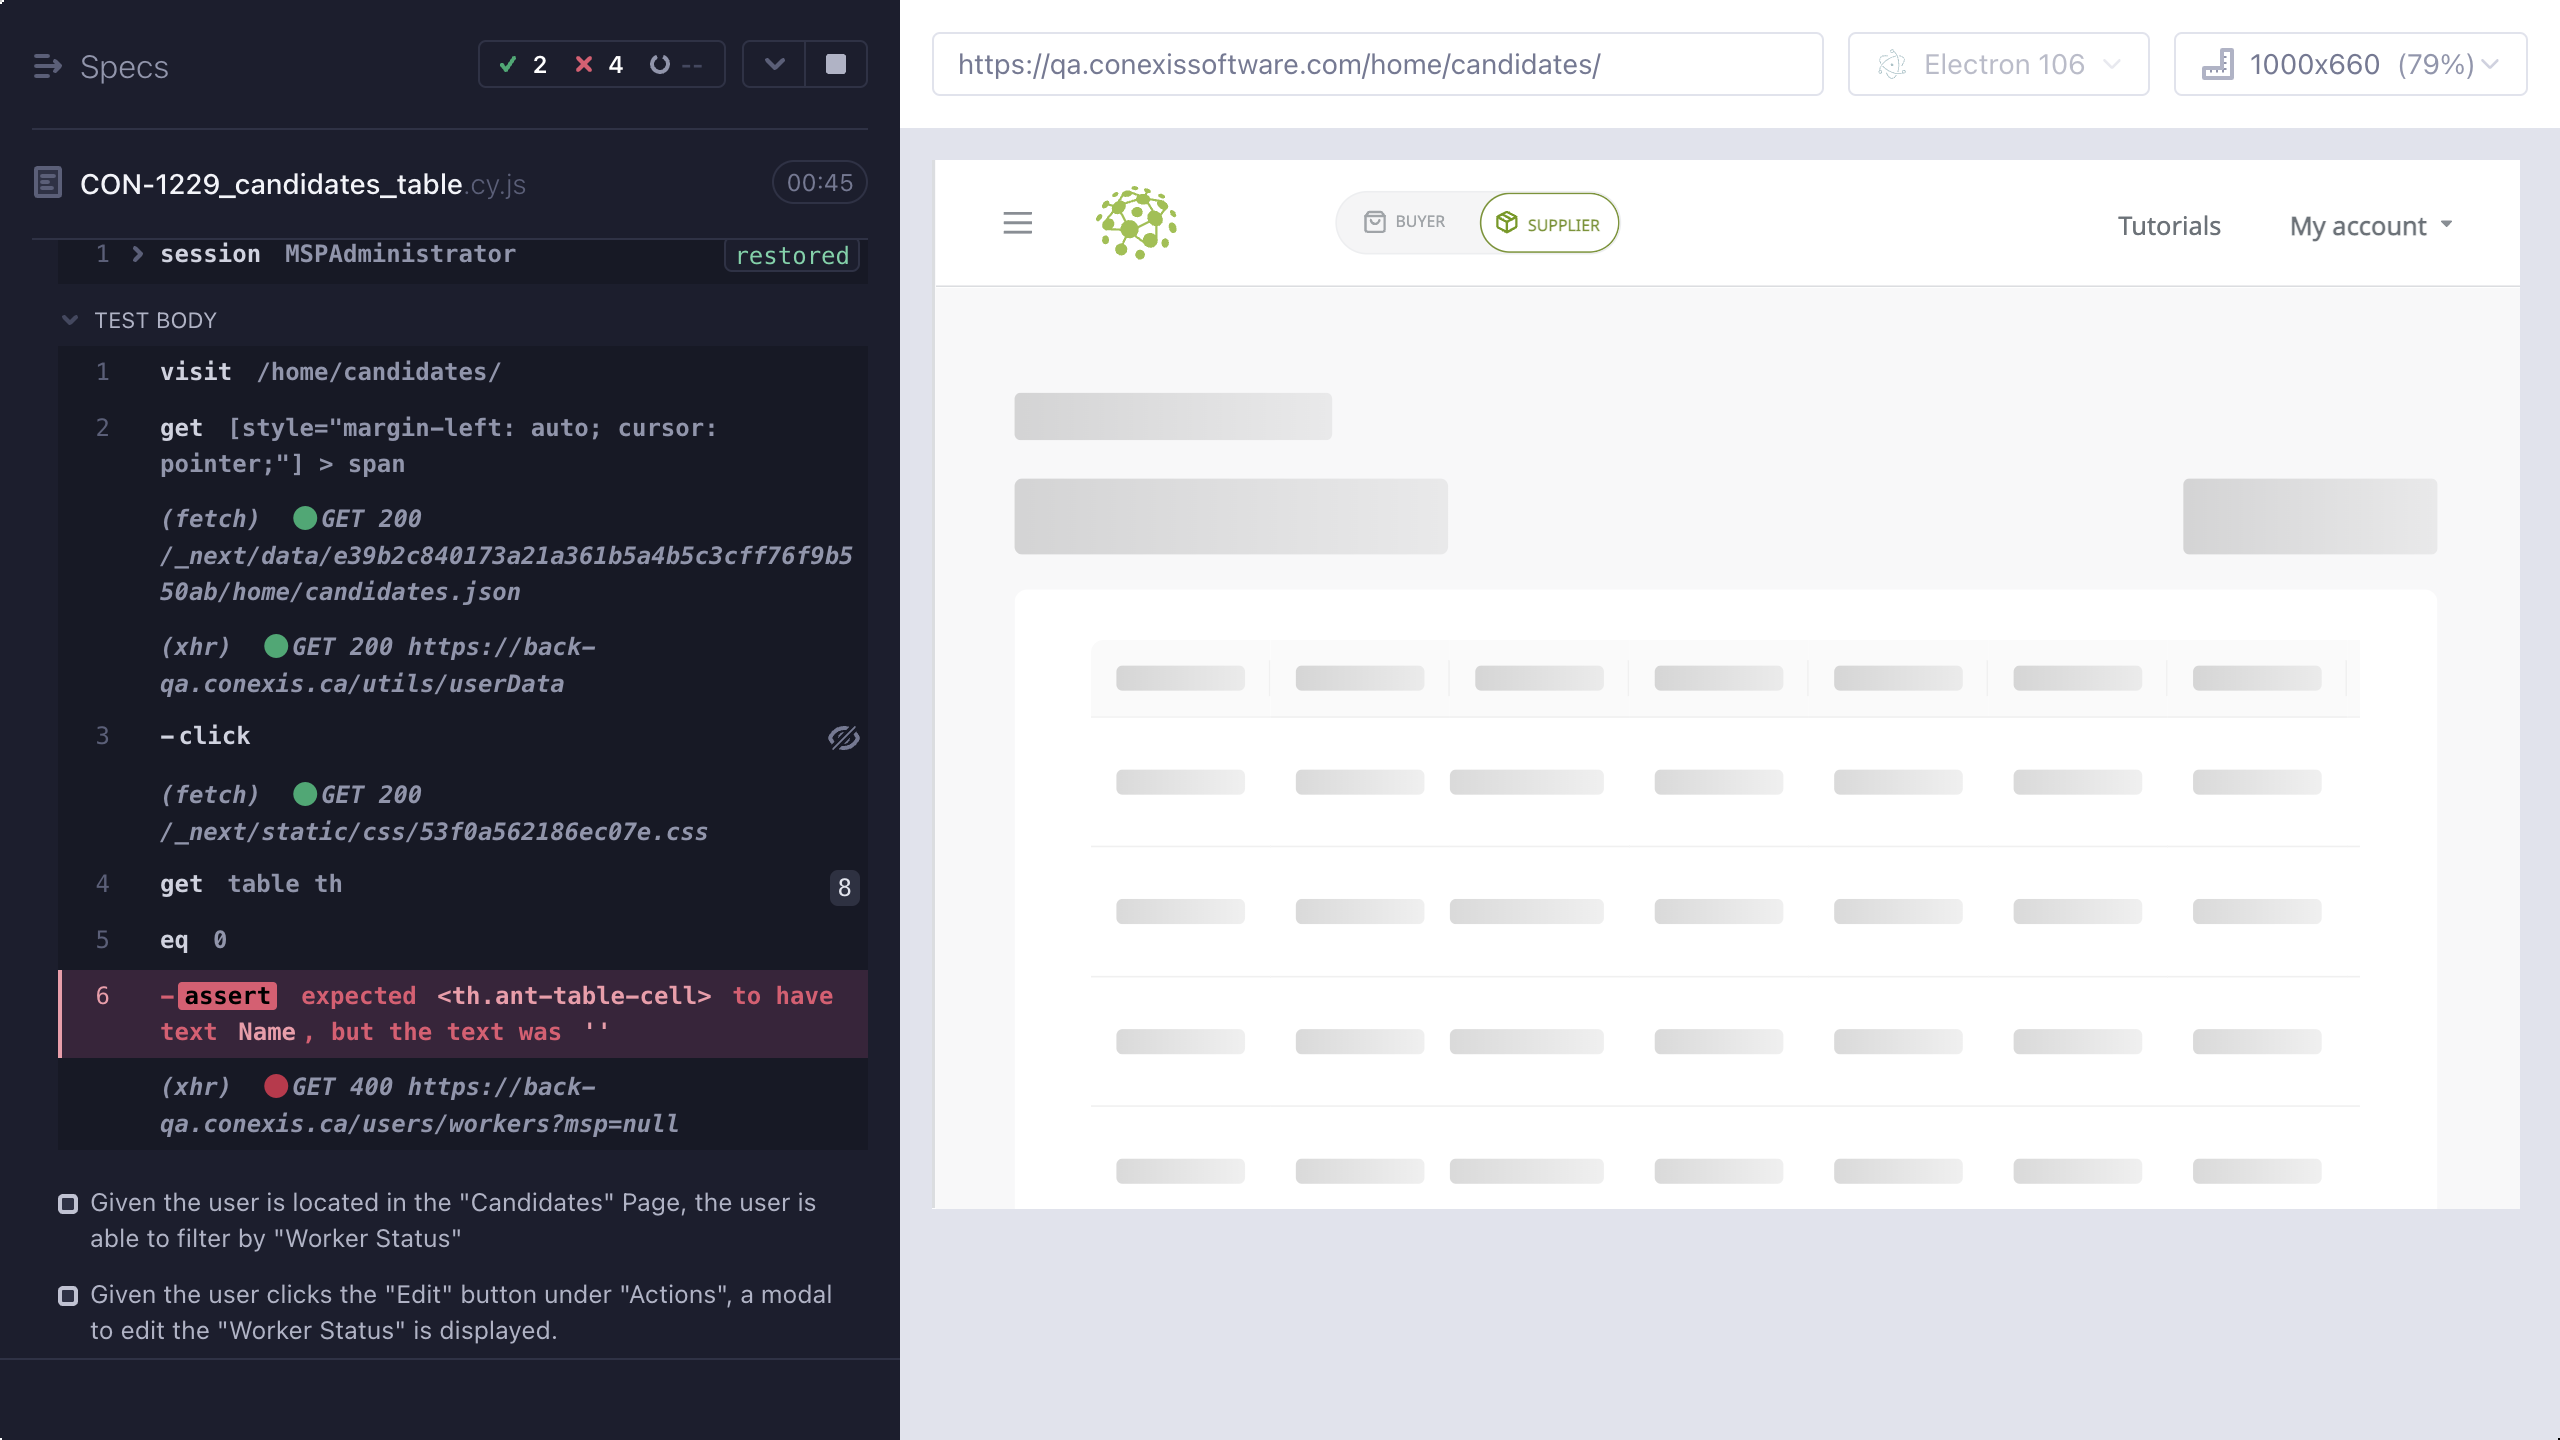 Specs
2
4
--
CON-1229_candidates_table.cy.js
00:45
1 session MSPAdministrator
restored
TEST BODY
1 visit /home/candidates/
2 get [style="margin-left: auto; cursor:
pointer;"] > span
(fetch) GET 200
/_next/data/e39b2c840173a21a361b5a4b5c3cff76f9b5
50ab/home/candidates.json
(xhr) GET 200 https://back-
qa.conexis.ca/utils/userData
3 -click
(fetch) GET 200
/_next/static/css/53f0a562186ec07e.css
4 get table th
8
5 eq 0
6 -assert expected <th.ant-table-cell> to have
text Name, but the text was ''
(xhr) GET 400 https://back-
qa.conexis.ca/users/workers?msp=null
Given the user is located in the "Candidates" Page, the user is
able to filter by "Worker Status"
Given the user clicks the "Edit" button under "Actions", a modal
to edit the "Worker Status" is displayed.
https://qa.conexissoftware.com/home/candidates/
Electron 106
1000x660 (79%)
BUYER
SUPPLIER
Tutorials
My account